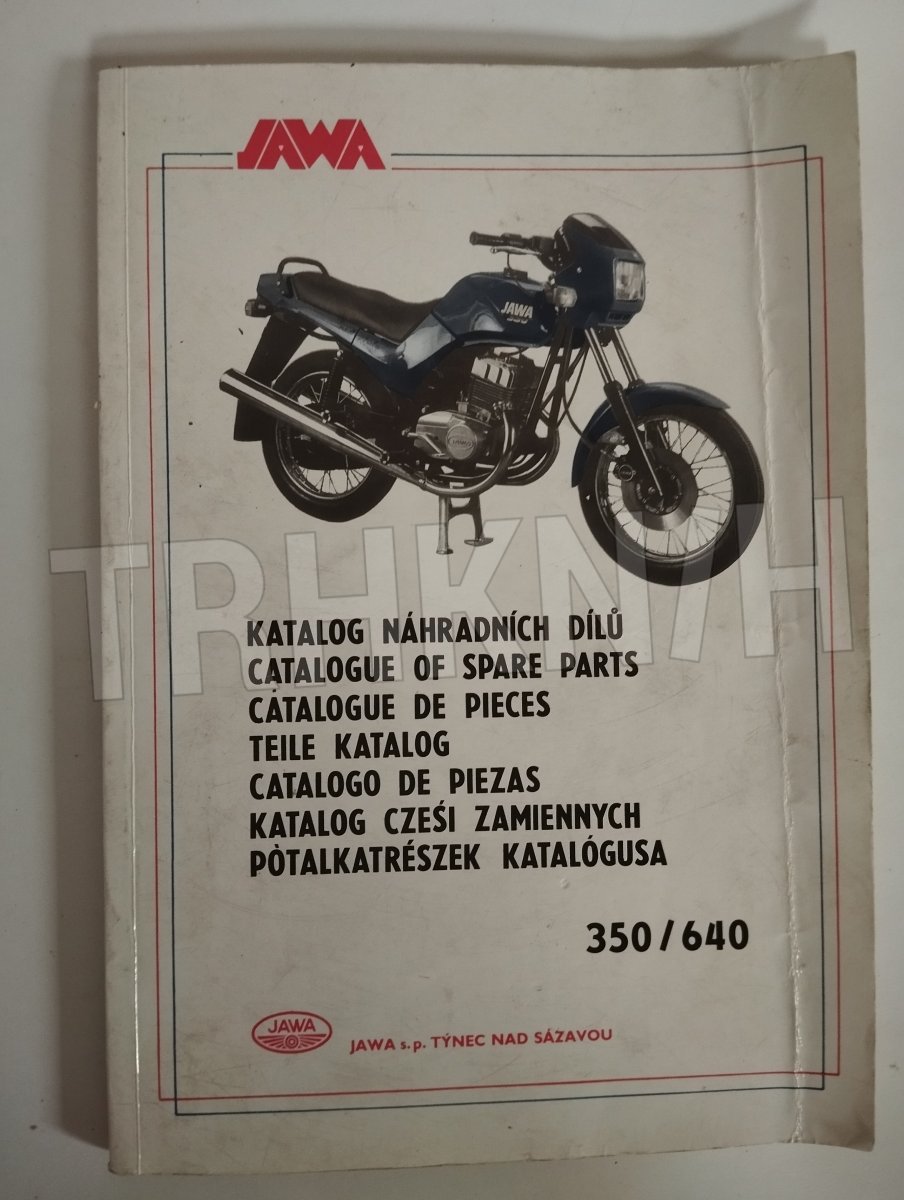 JAWA
JAWA
JAWA
TRHKNIH
KATALOG NÁHRADNÍCH DÍLŮ
CATALOGUE OF SPARE PARTS
CATALOGUE DE PIECES
TEILE KATALOG
CATALOGO DE PIEZAS
KATALOG CZEŚI ZAMIENNYCH
PÒTALKATRÉSZEK KATALÓGUSA
350/640
JAWA
JAWA s.p. TÝNEC NAD SÁZAVOU